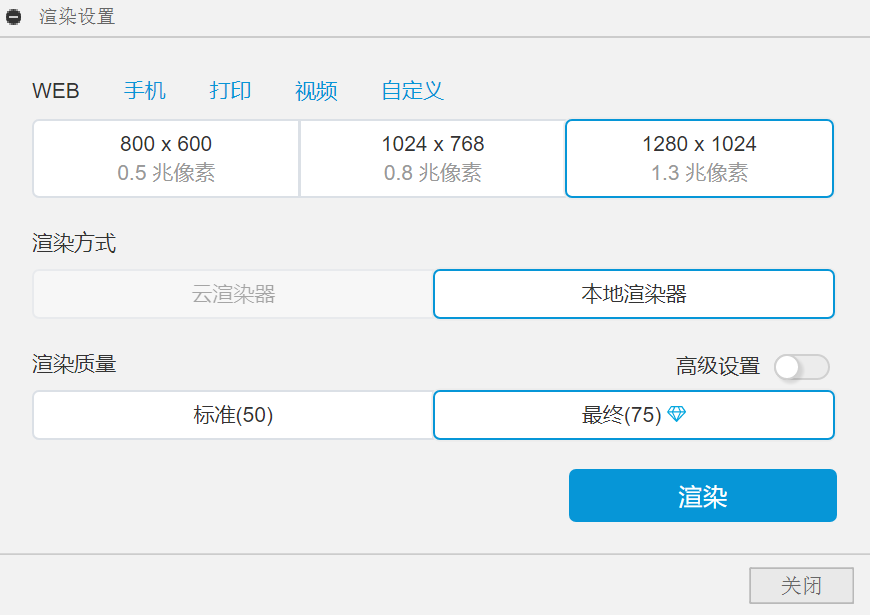 渲染设置
WEB 手机 打印 视频 自定义
800 x 600 1024 x 768 1280 x 1024
0.5 兆像素 0.8 兆像素 1.3 兆像素
渲染方式
云渲染器 本地渲染器
渲染质量 高级设置
标准(50) 最终(75)
渲染
关闭